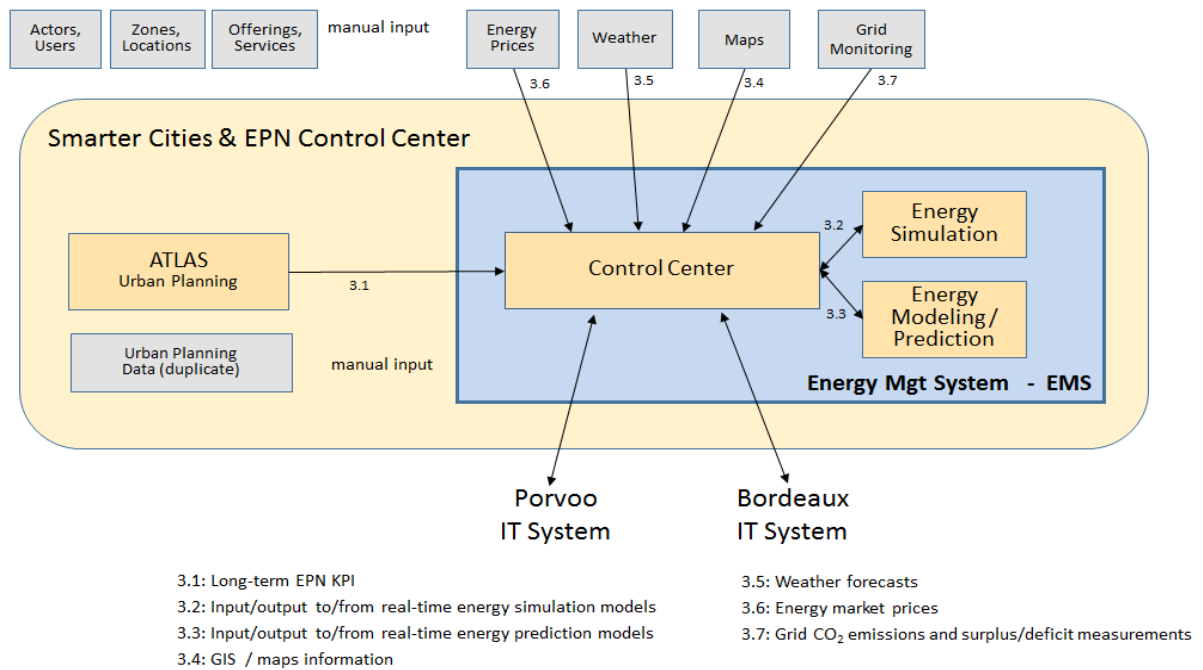 Actors,
Users
Zones,
Locations
Offerings,
Services
manual input
Energy
Prices
Weather
Maps
Grid
Monitoring
3.6
3.5
3.4
3.7
Smarter Cities & EPN Control Center
ATLAS
Urban Planning
3.1
Control Center
3.2
Energy
Simulation
3.3
Energy
Modeling /
Prediction
Urban Planning
Data (duplicate)
manual input
Energy Mgt System - EMS
Porvoo
IT System
Bordeaux
IT System
3.1: Long-term EPN KPI
3.2: Input/output to/from real-time energy simulation models
3.3: Input/output to/from real-time energy prediction models
3.4: GIS / maps information
3.5: Weather forecasts
3.6: Energy market prices
3.7: Grid CO₂ emissions and surplus/deficit measurements